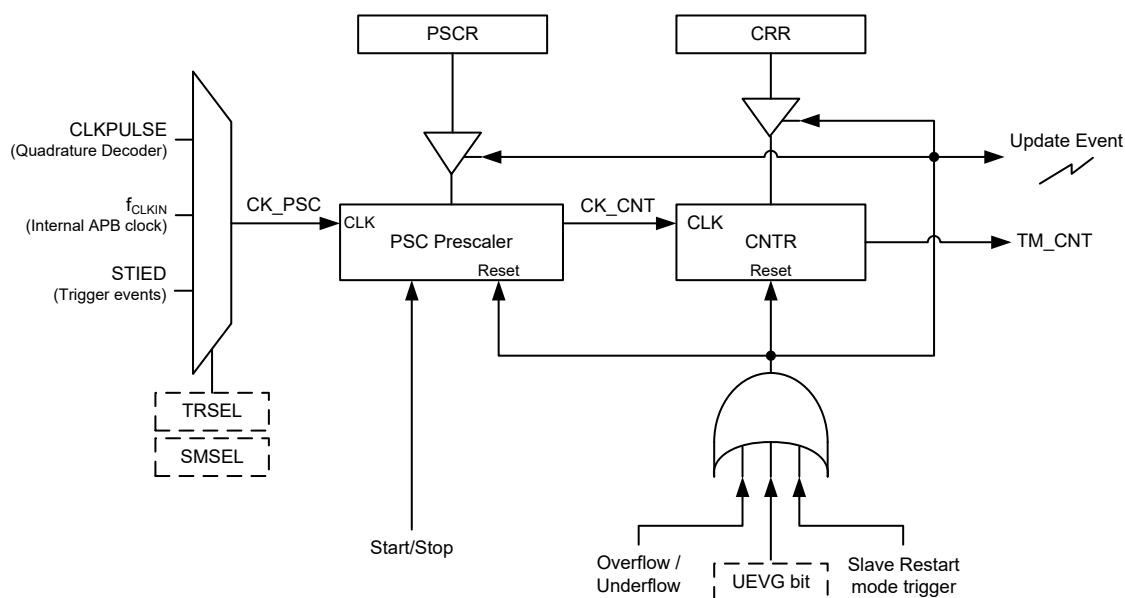 PSCR
CRR
CLKPULSE
(Quadrature Decoder)
fCLKIN
(Internal APB clock)
STIED
(Trigger events)
CK_PSC
CLK
PSC Prescaler
Reset
CK_CNT
CLK
CNTR
Reset
Update Event
TM_CNT
TRSEL
SMSEL
Start/Stop
Overflow /
Underflow
UEVG bit
Slave Restart
mode trigger